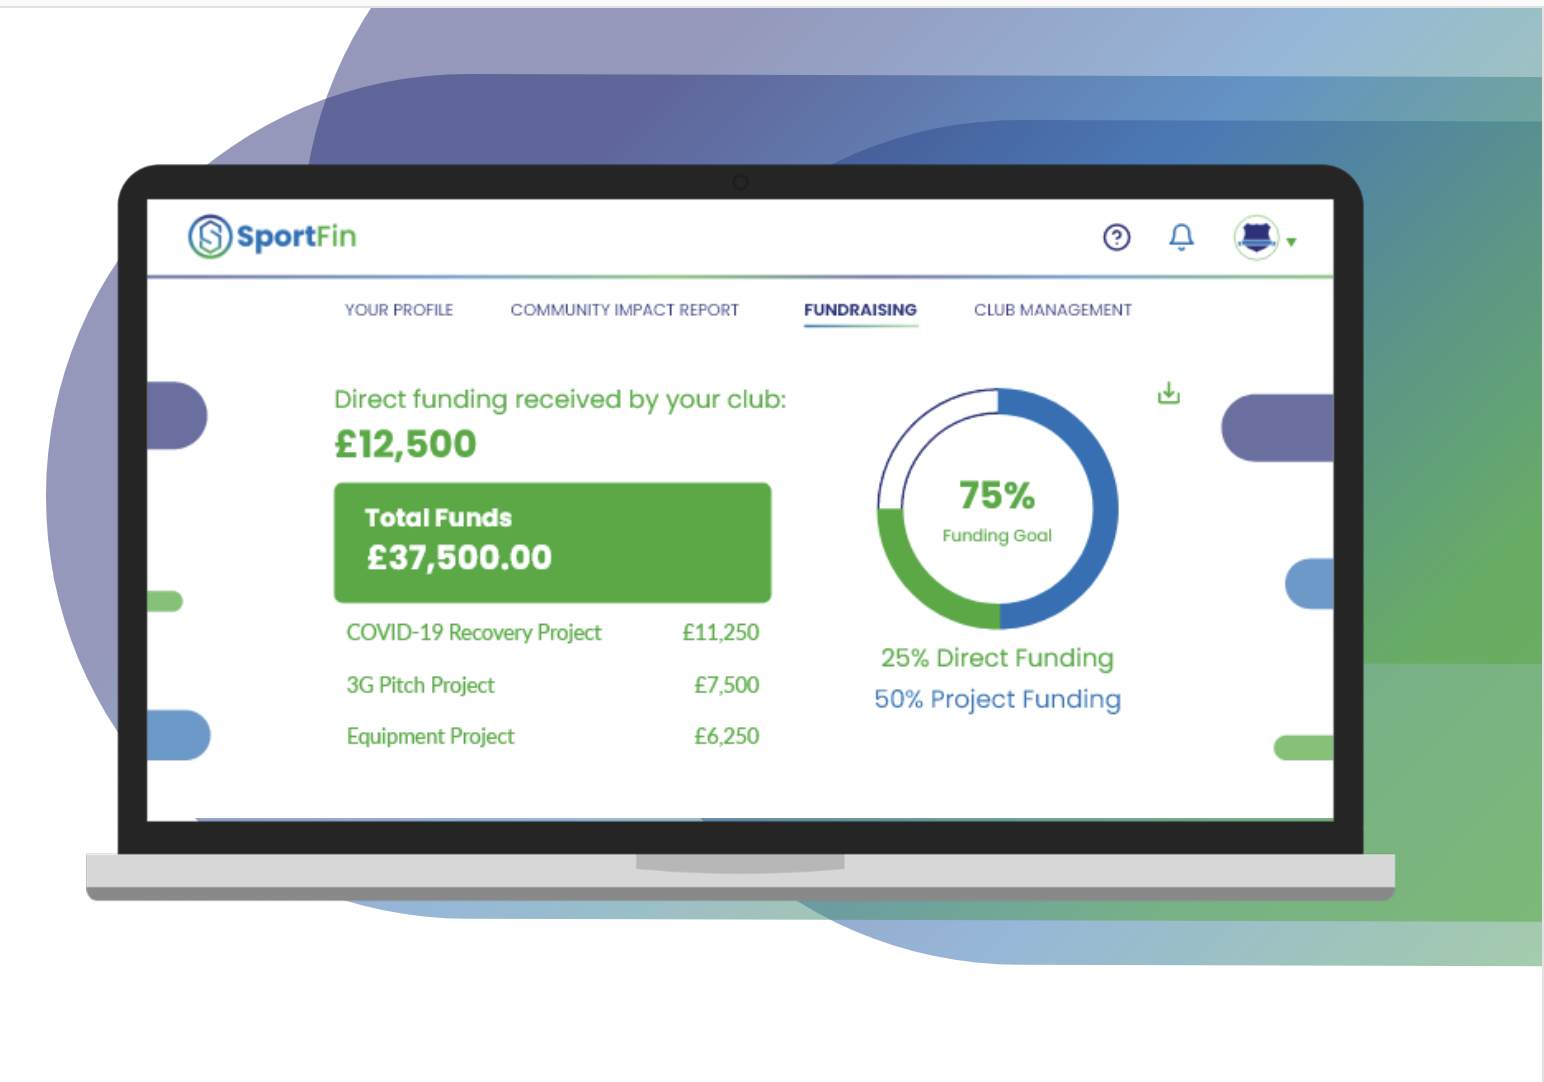 SportFin
YOUR PROFILE
COMMUNITY IMPACT REPORT
FUNDRAISING
CLUB MANAGEMENT
Direct funding received by your club:
£12,500
Total Funds
£37,500.00
COVID-19 Recovery Project £11,250
3G Pitch Project £7,500
Equipment Project £6,250
75%
Funding Goal
25% Direct Funding
50% Project Funding